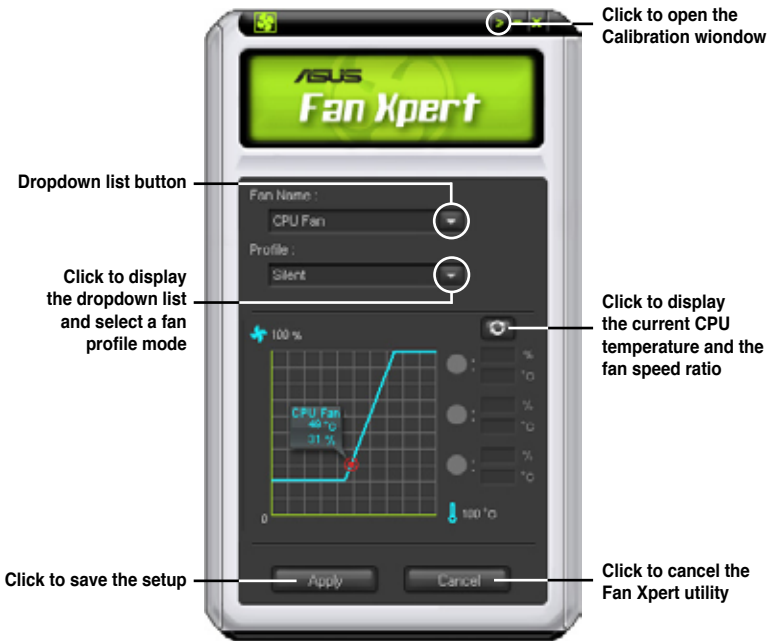 Click to open the
Calibration wiondow
> - x
ASUS
Fan Xpert
Dropdown list button
Fan Name :
CPU Fan
Profile :
Silent
Click to display
the dropdown list
and select a fan
profile mode
Click to display
the current CPU
temperature and the
fan speed ratio
100 %
: %
°C
: %
°C
: %
°C
CPU Fan
49 °C
31 %
0
100 °C
Click to save the setup
Apply
Cancel
Click to cancel the
Fan Xpert utility